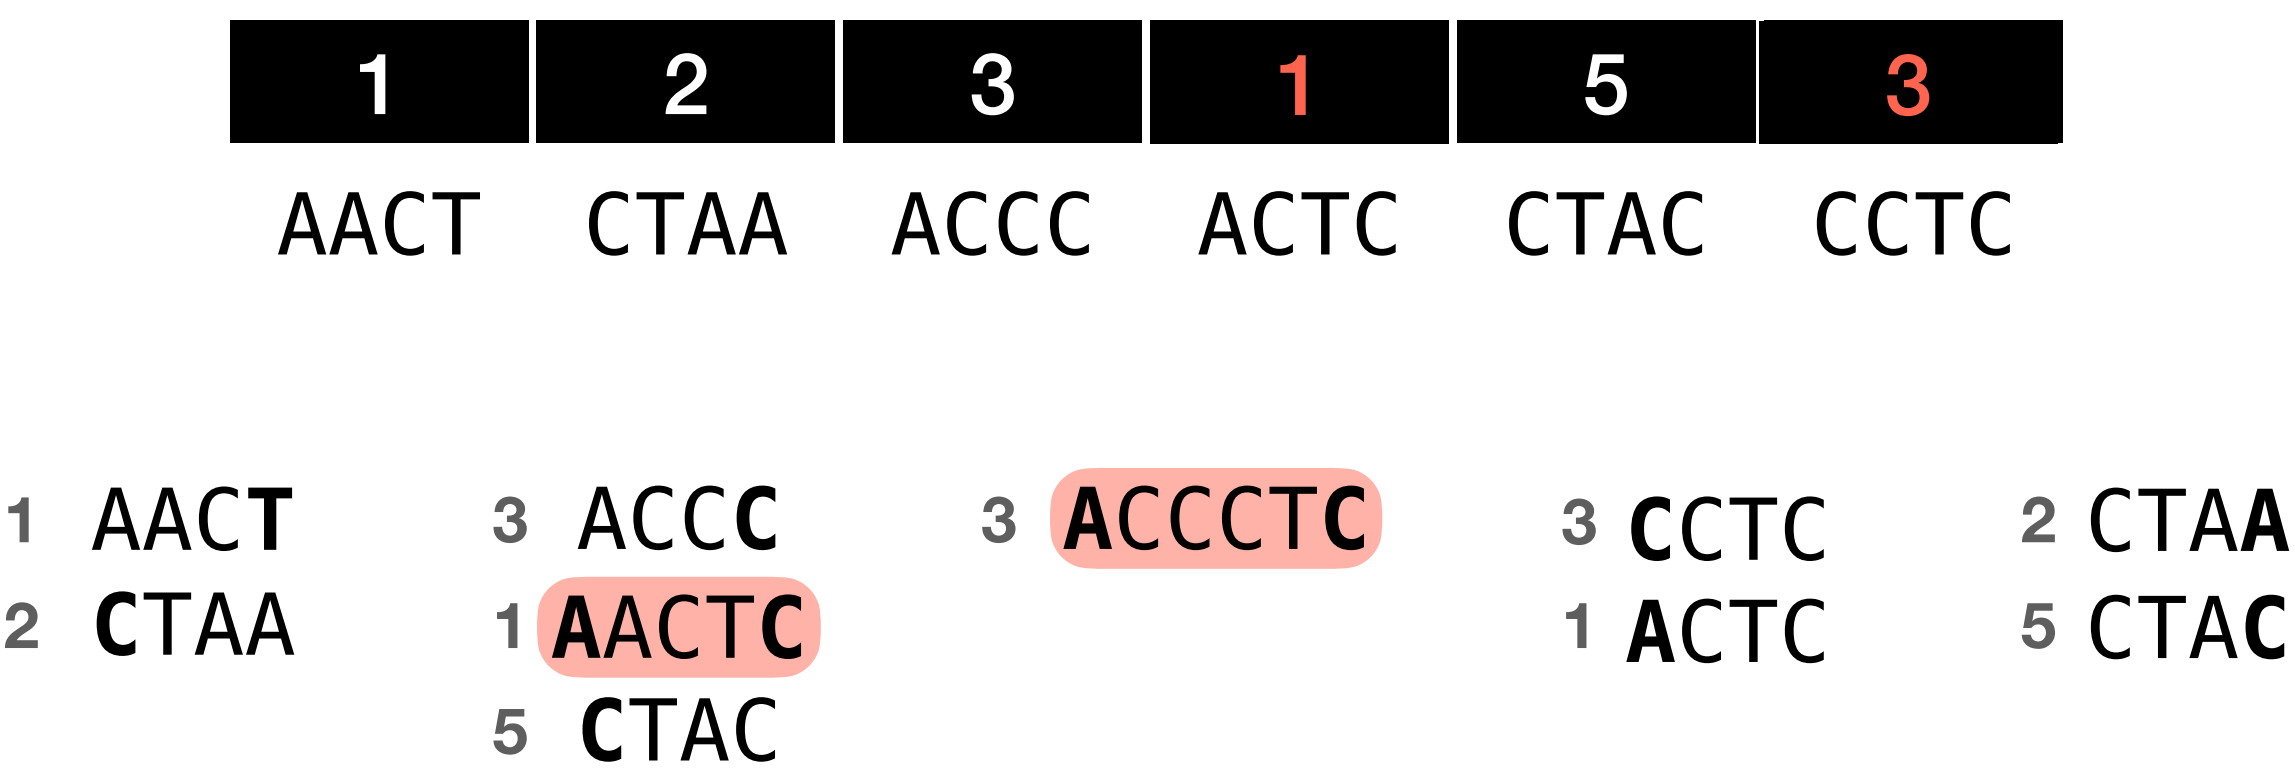 1 2 3 1 5 3
AACT CTAA ACCC ACTC CTAC CCTC
1 AACT 3 ACCC 3 ACCCTC 3 CCTC 2 CTAA
2 CTAA 1 AACTC 1 ACTC 5 CTAC
5 CTAC